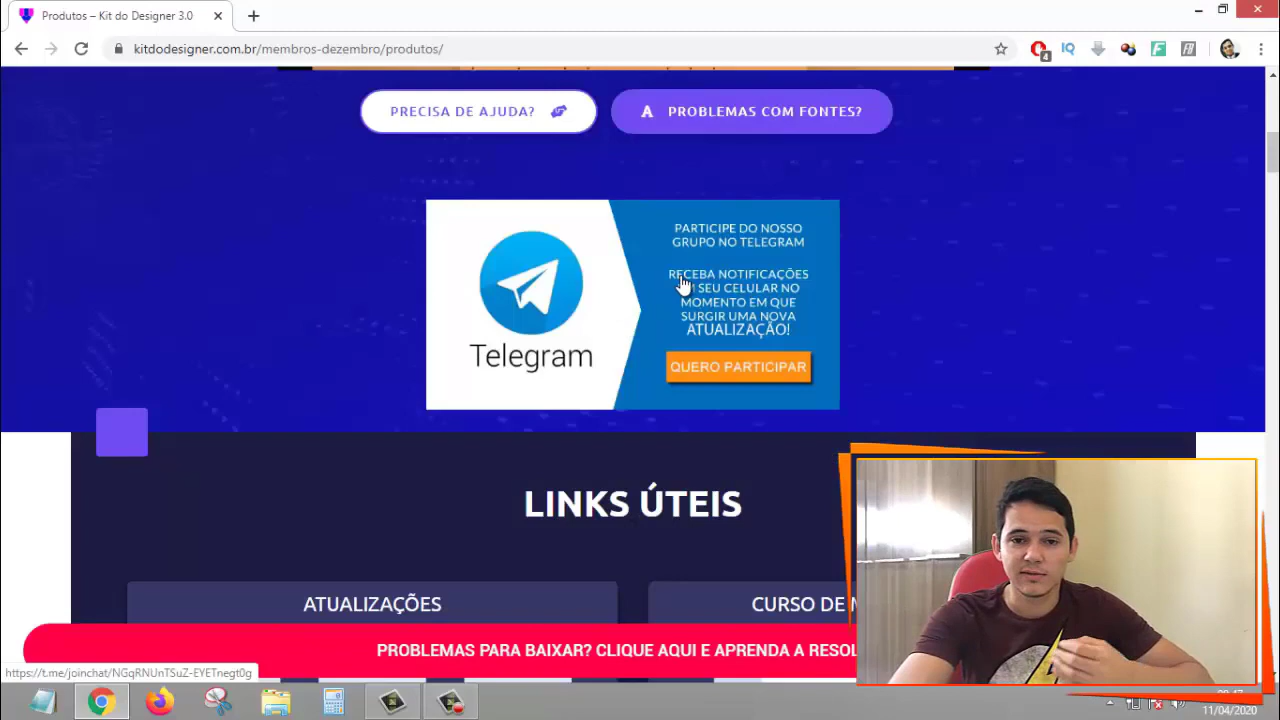 Produtos – Kit do Designer 3.0
kitdodesigner.com.br/membros-dezembro/produtos/
4
IQ
PRECISA DE AJUDA?
A PROBLEMAS COM FONTES?
Telegram
PARTICIPE DO NOSSO
GRUPO NO TELEGRAM
RECEBA NOTIFICAÇÕES
SEU CELULAR NO
MOMENTO EM QUE
SURGIR UMA NOVA
ATUALIZAÇÃO!
QUERO PARTICIPAR
LINKS ÚTEIS
ATUALIZAÇÕES
CURSO DE
PROBLEMAS PARA BAIXAR? CLIQUE AQUI E APRENDA A RESOL
https://t.me/joinchat/NGqRNUnTSuZ-EYETnegt0g
11/04/2020